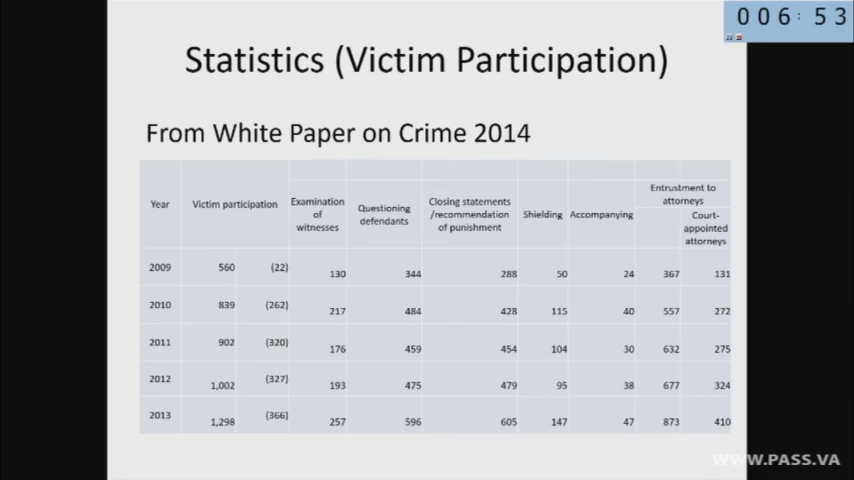 006:53
Statistics (Victim Participation)
From White Paper on Crime 2014
Year Victim participation Examination of witnesses Questioning defendants Closing statements /recommendation of punishment Shielding Accompanying Entrustment to attorneys Court-appointed attorneys
2009 560 (22) 130 344 288 50 24 367 131
2010 839 (262) 217 484 428 115 40 557 272
2011 902 (320) 176 459 454 104 30 632 275
2012 1,002 (327) 193 475 479 95 38 677 324
2013 1,298 (366) 257 596 605 147 47 873 410
WWW.PASS.VA